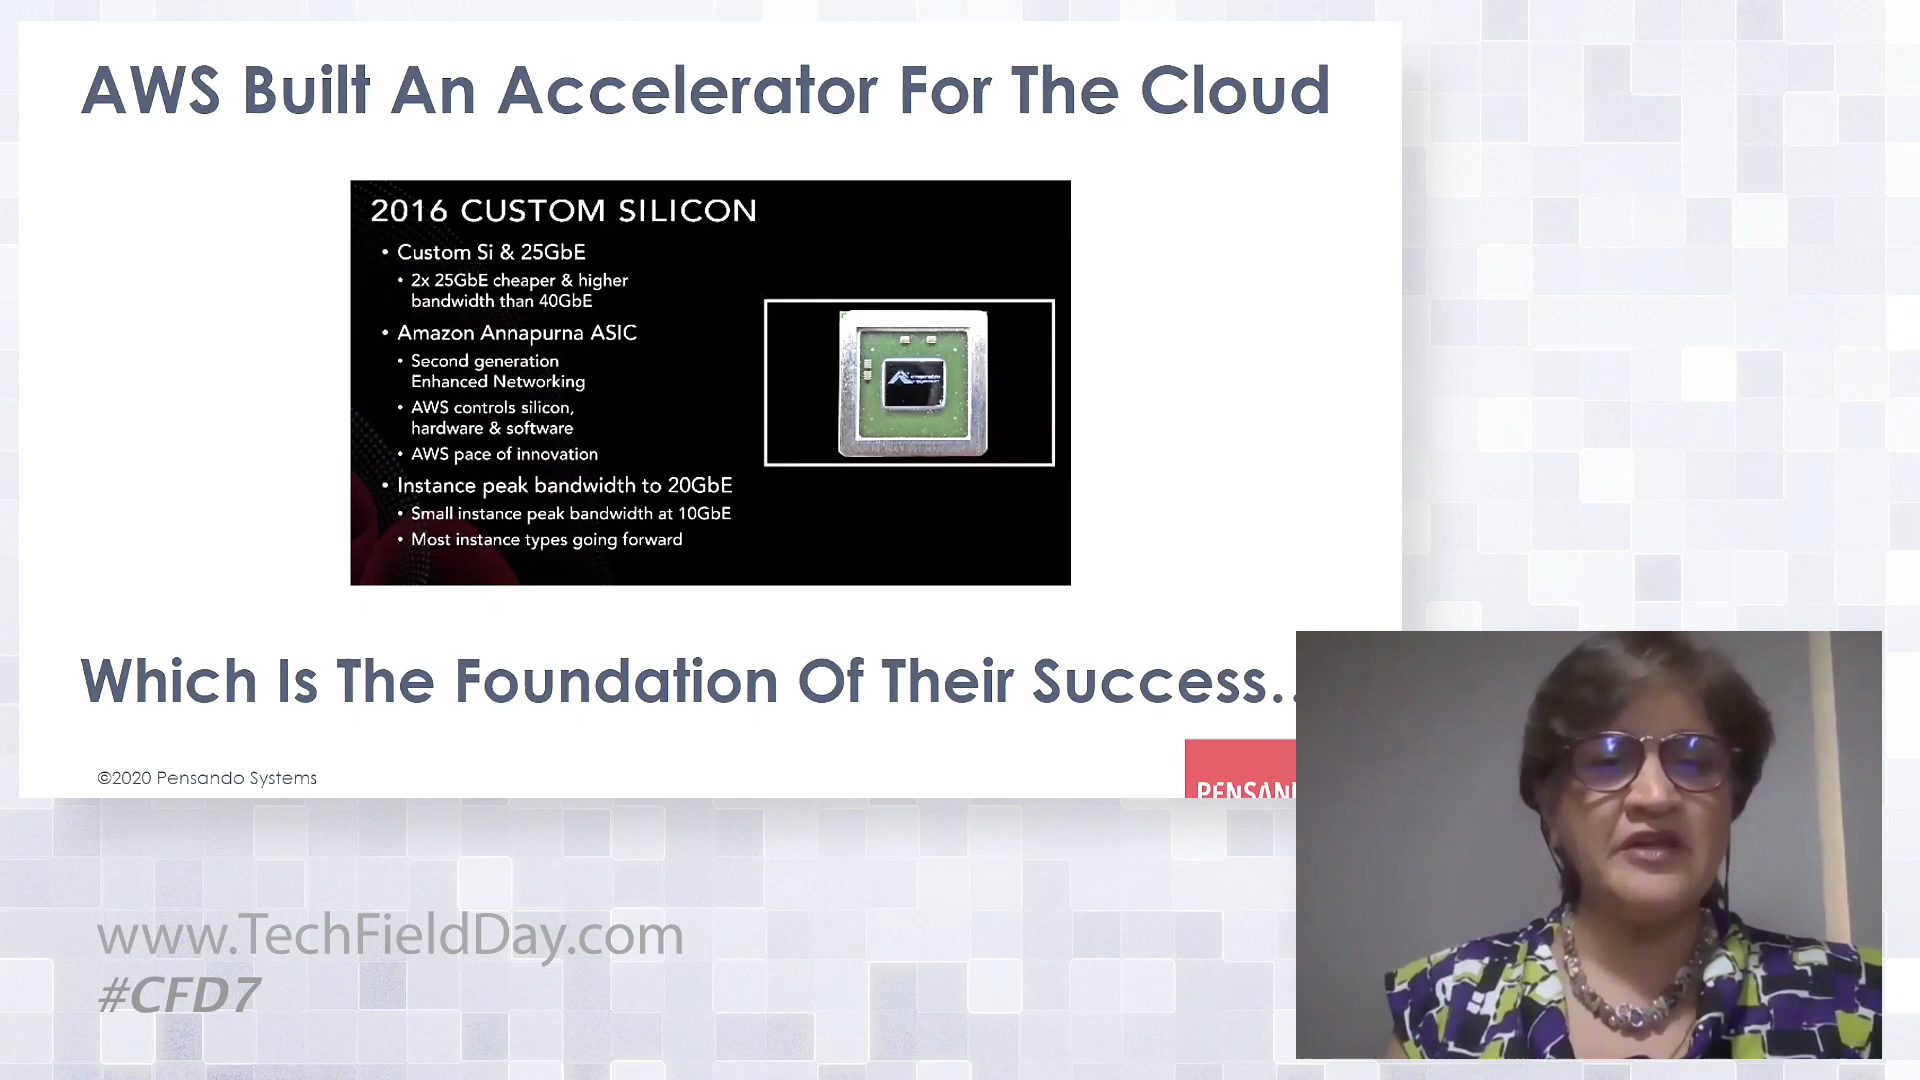 AWS Built An Accelerator For The Cloud
2016 CUSTOM SILICON
• Custom Si & 25GbE
• 2x 25GbE cheaper & higher
bandwidth than 40GbE
• Amazon Annapurna ASIC
• Second generation
Enhanced Networking
• AWS controls silicon,
hardware & software
• AWS pace of innovation
• Instance peak bandwidth to 20GbE
• Small instance peak bandwidth at 10GbE
• Most instance types going forward
Which Is The Foundation Of Their Success..
©2020 Pensando Systems
PENSAN
www.TechFieldDay.com
#CFD7